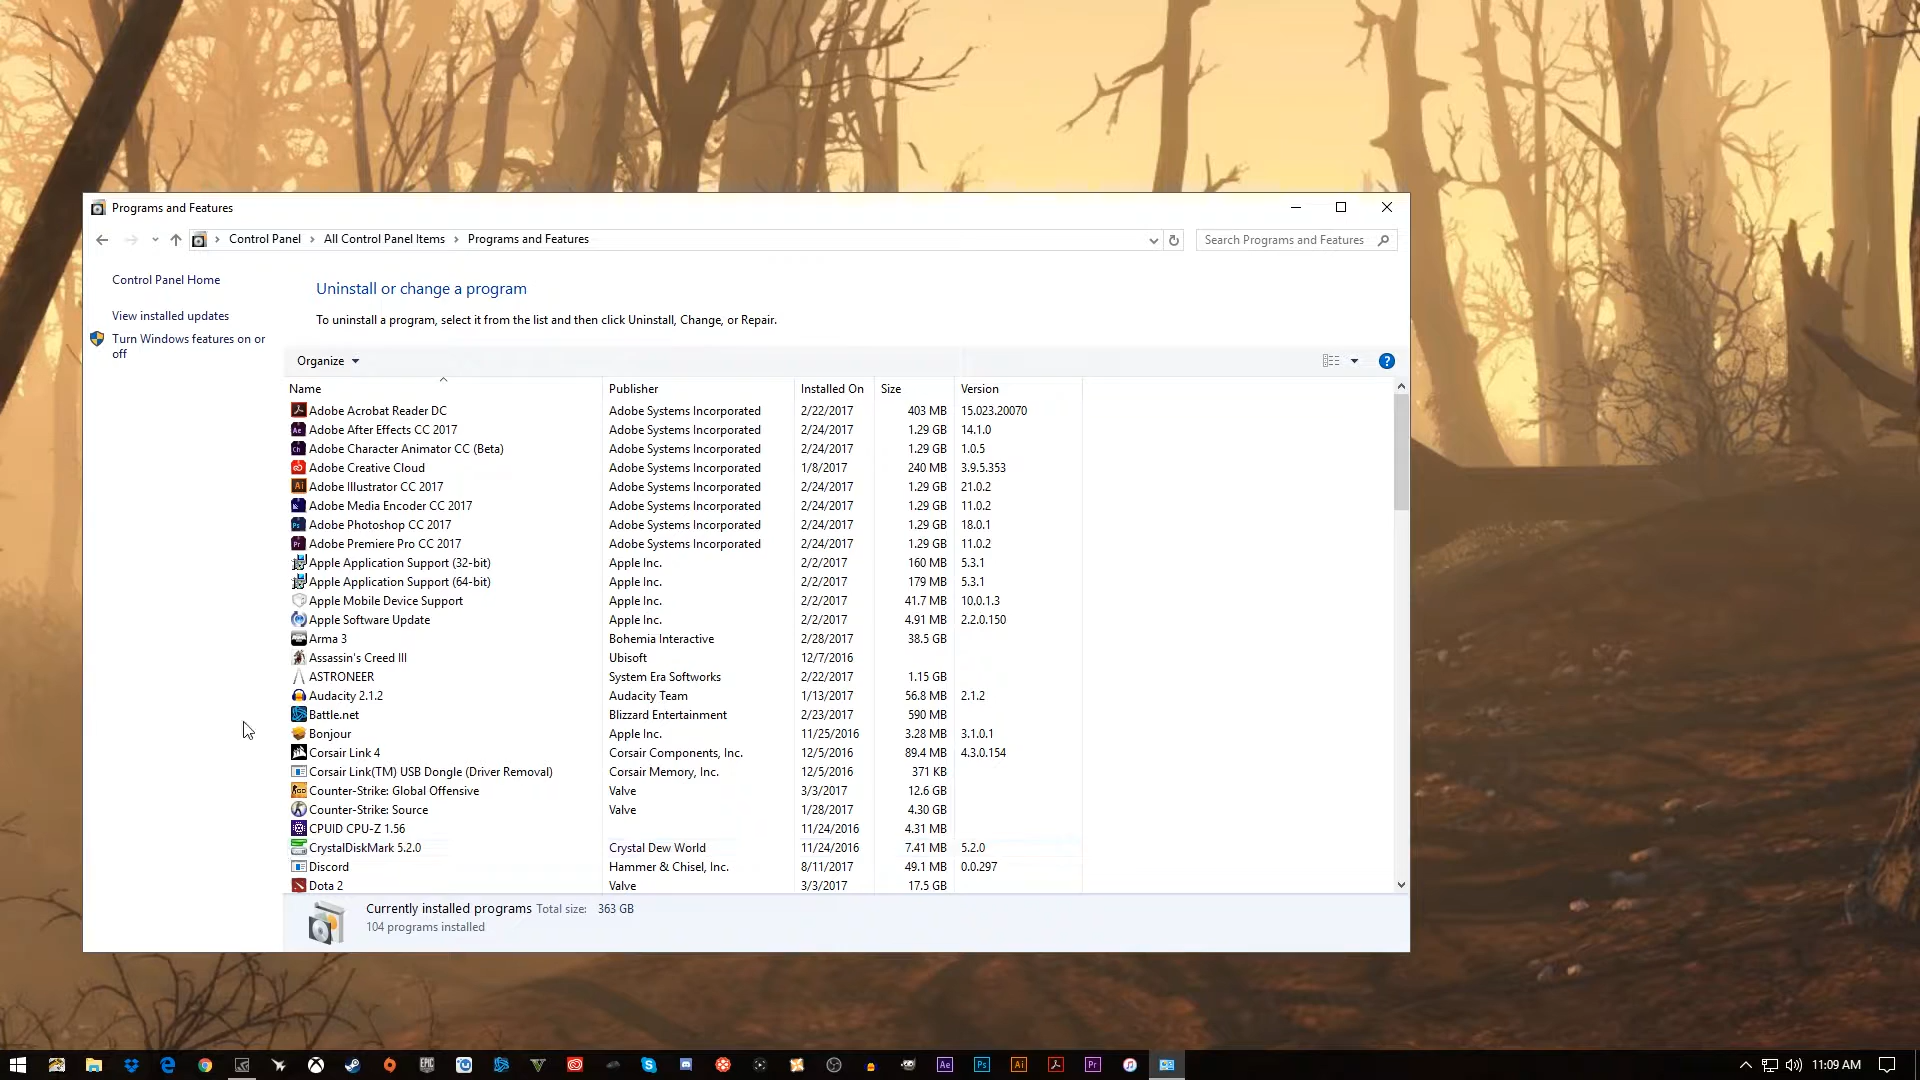 Programs and Features
Control Panel All Control Panel Items Programs and Features
Search Programs and Features
Control Panel Home
View installed updates
Turn Windows features on or
off
Uninstall or change a program
To uninstall a program, select it from the list and then click Uninstall, Change, or Repair.
Organize
Name Publisher Installed On Size Version
Adobe Acrobat Reader DC Adobe Systems Incorporated 2/22/2017 403 MB 15.023.20070
Adobe After Effects CC 2017 Adobe Systems Incorporated 2/24/2017 1.29 GB 14.1.0
Adobe Character Animator CC (Beta) Adobe Systems Incorporated 2/24/2017 1.29 GB 1.0.5
Adobe Creative Cloud Adobe Systems Incorporated 1/8/2017 240 MB 3.9.5.353
Adobe Illustrator CC 2017 Adobe Systems Incorporated 2/24/2017 1.29 GB 21.0.2
Adobe Media Encoder CC 2017 Adobe Systems Incorporated 2/24/2017 1.29 GB 11.0.2
Adobe Photoshop CC 2017 Adobe Systems Incorporated 2/24/2017 1.29 GB 18.0.1
Adobe Premiere Pro CC 2017 Adobe Systems Incorporated 2/24/2017 1.29 GB 11.0.2
Apple Application Support (32-bit) Apple Inc. 2/2/2017 160 MB 5.3.1
Apple Application Support (64-bit) Apple Inc. 2/2/2017 179 MB 5.3.1
Apple Mobile Device Support Apple Inc. 2/2/2017 41.7 MB 10.0.1.3
Apple Software Update Apple Inc. 2/2/2017 4.91 MB 2.2.0.150
Arma 3 Bohemia Interactive 2/28/2017 38.5 GB
Assassin's Creed III Ubisoft 12/7/2016
ASTRONEER System Era Softworks 2/22/2017 1.15 GB
Audacity 2.1.2 Audacity Team 1/13/2017 56.8 MB 2.1.2
Battle.net Blizzard Entertainment 2/23/2017 590 MB
Bonjour Apple Inc. 11/25/2016 3.28 MB 3.1.0.1
Corsair Link 4 Corsair Components, Inc. 12/5/2016 89.4 MB 4.3.0.154
Corsair Link(TM) USB Dongle (Driver Removal) Corsair Memory, Inc. 12/5/2016 371 KB
Counter-Strike: Global Offensive Valve 3/3/2017 12.6 GB
Counter-Strike: Source Valve 1/28/2017 4.30 GB
CPUID CPU-Z 1.56 11/24/2016 4.31 MB
CrystalDiskMark 5.2.0 Crystal Dew World 11/24/2016 7.41 MB 5.2.0
Discord Hammer & Chisel, Inc. 8/11/2017 49.1 MB 0.0.297
Dota 2 Valve 3/3/2017 17.5 GB
Currently installed programs Total size: 363 GB
104 programs installed
EPIC Ae Ps Ai Pr 11:09 AM